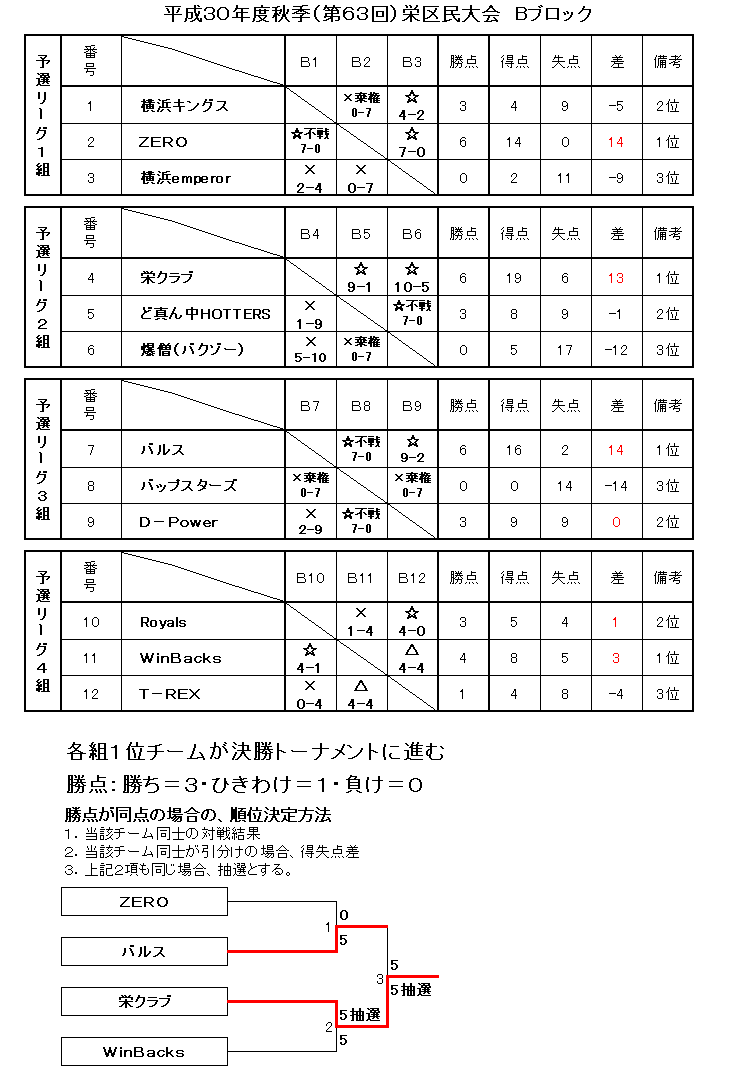 平成30年度秋季(第63回)栄区民大会　Bブロック
予選リーグ1組
番号 B1 B2 B3 勝点 得点 失点 差 備考
1 横浜キングス ×棄権 0-7 ☆ 4-2 3 4 9 -5 2位
2 ZERO ☆不戦 7-0 ☆ 7-0 6 14 0 14 1位
3 横浜emperor × 2-4 × 0-7 0 2 11 -9 3位
予選リーグ2組
番号 B4 B5 B6 勝点 得点 失点 差 備考
4 栄クラブ ☆ 9-1 ☆ 10-5 6 19 6 13 1位
5 ど真ん中HOTTERS × 1-9 ☆不戦 7-0 3 8 9 -1 2位
6 爆僧(バクゾー) × 5-10 ×棄権 0-7 0 5 17 -12 3位
予選リーグ3組
番号 B7 B8 B9 勝点 得点 失点 差 備考
7 バルス ☆不戦 7-0 ☆ 9-2 6 16 2 14 1位
8 バップスターズ ×棄権 0-7 ×棄権 0-7 0 0 14 -14 3位
9 D-Power × 2-9 ☆不戦 7-0 3 9 9 0 2位
予選リーグ4組
番号 B10 B11 B12 勝点 得点 失点 差 備考
10 Royals × 1-4 ☆ 4-0 3 5 4 1 2位
11 WinBacks ☆ 4-1 △ 4-4 4 8 5 3 1位
12 T-REX × 0-4 △ 4-4 1 4 8 -4 3位
各組1位チームが決勝トーナメントに進む
勝点：勝ち=3・ひきわけ=1・負け=0
勝点が同点の場合の、順位決定方法
1. 当該チーム同士の対戦結果
2. 当該チーム同士が引分けの場合、得失点差
3. 上記2項も同じ場合、抽選とする。
ZERO
0
1
5
バルス
5
3
5抽選
栄クラブ
5抽選
2
5
WinBacks